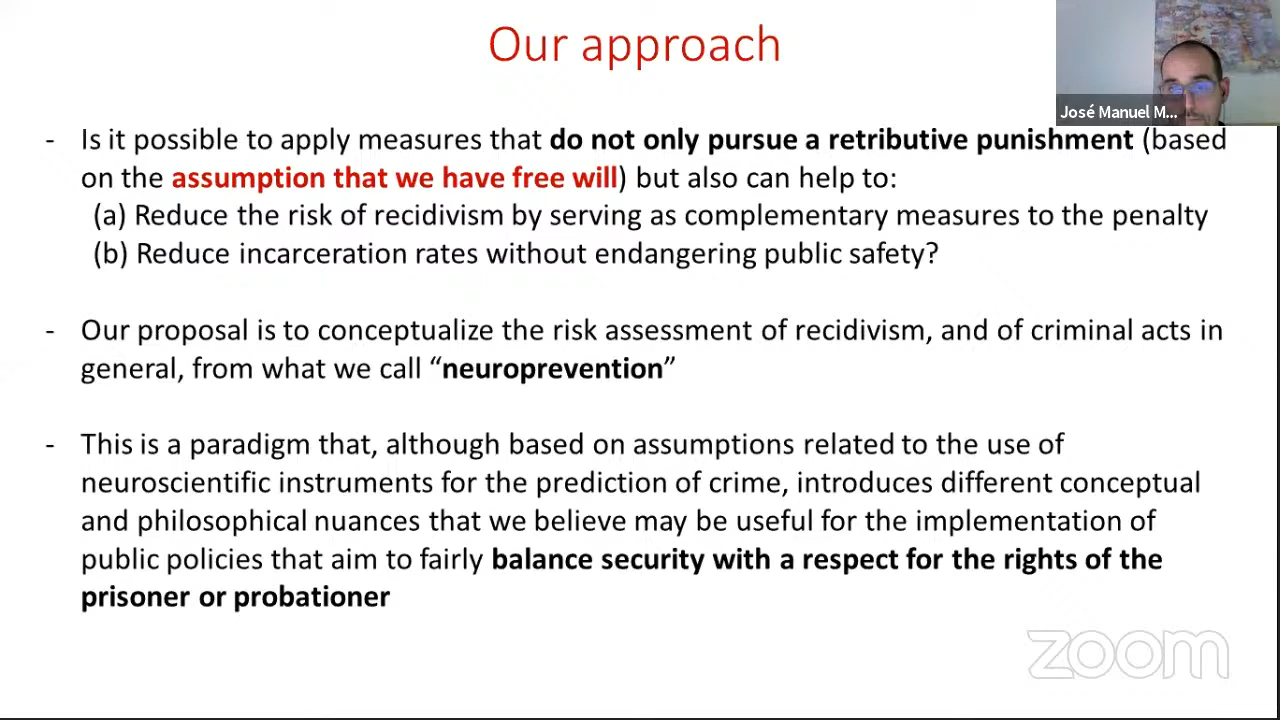 Our approach
José Manuel M...
- Is it possible to apply measures that do not only pursue a retributive punishment (based
on the assumption that we have free will) but also can help to:
(a) Reduce the risk of recidivism by serving as complementary measures to the penalty
(b) Reduce incarceration rates without endangering public safety?
- Our proposal is to conceptualize the risk assessment of recidivism, and of criminal acts in
general, from what we call “neuroprevention”
- This is a paradigm that, although based on assumptions related to the use of
neuroscientific instruments for the prediction of crime, introduces different conceptual
and philosophical nuances that we believe may be useful for the implementation of
public policies that aim to fairly balance security with a respect for the rights of the
prisoner or probationer
zoom